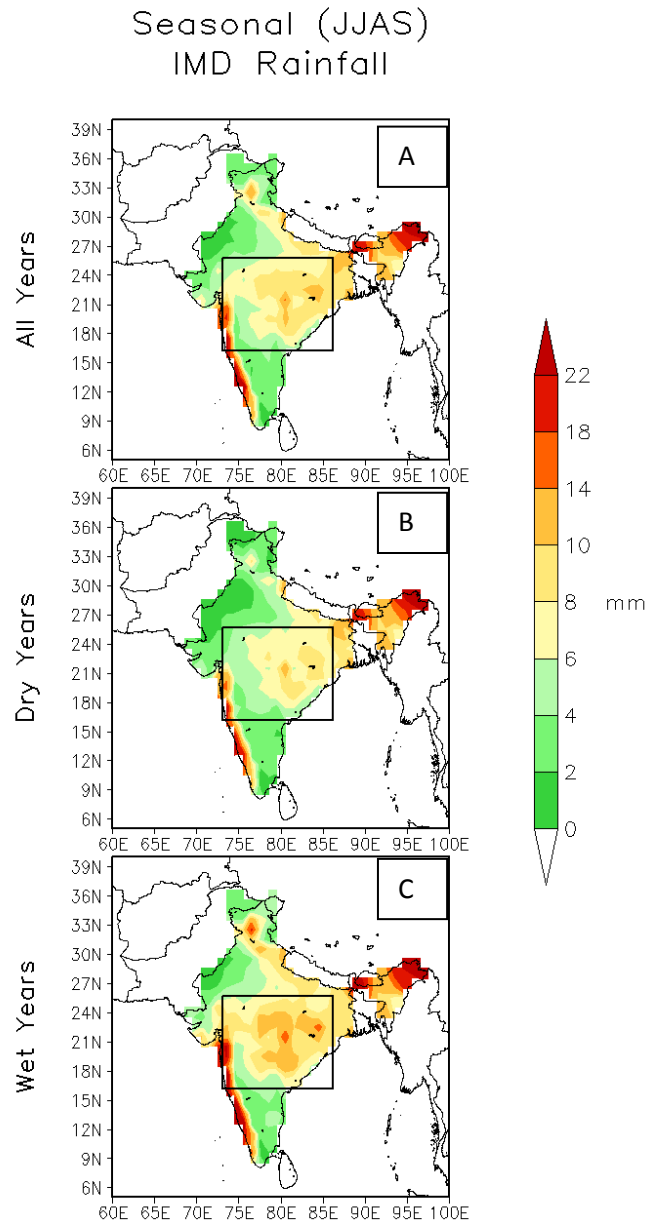 Seasonal (JJAS)
IMD Rainfall
All Years
A
39N
36N
33N
30N
27N
24N
21N
18N
15N
12N
9N
6N
60E 65E 70E 75E 80E 85E 90E 95E 100E
Dry Years
B
39N
36N
33N
30N
27N
24N
21N
18N
15N
12N
9N
6N
60E 65E 70E 75E 80E 85E 90E 95E 100E
Wet Years
C
39N
36N
33N
30N
27N
24N
21N
18N
15N
12N
9N
6N
60E 65E 70E 75E 80E 85E 90E 95E 100E
22
18
14
10
8
6
4
2
0
mm